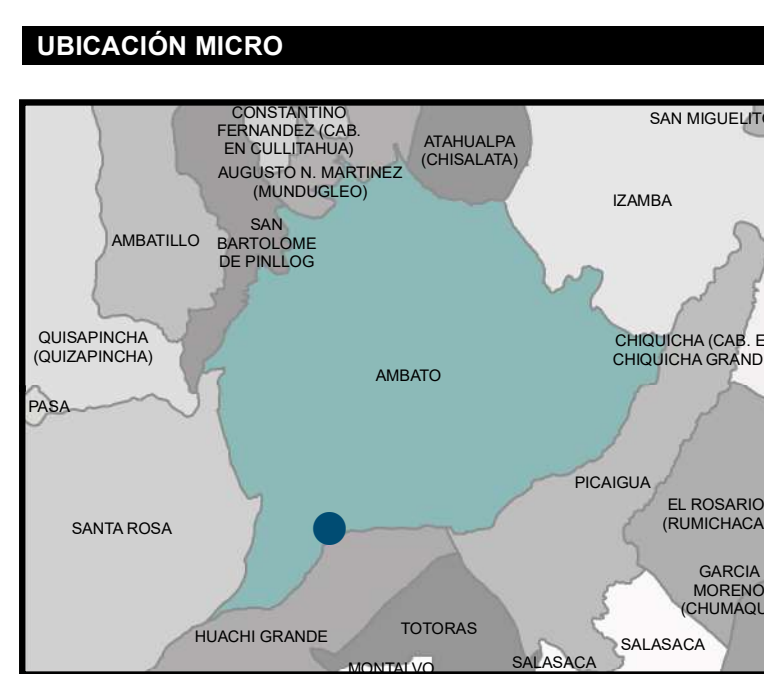 UBICACIÓN MICRO
CONSTANTINO
FERNANDEZ (CAB.
EN CULLITAHUA)
SAN MIGUELIT
ATAHUALPA
(CHISALATA)
AUGUSTO N. MARTINEZ
(MUNDUGLEO)
IZAMBA
SAN
BARTOLOME
DE PINLLOG
AMBATILLO
QUISAPINCHA
(QUIZAPINCHA)
CHIQUICHA (CAB. E
CHIQUICHA GRAND
AMBATO
PASA
PICAIGUA
EL ROSARIO
(RUMICHACA
SANTA ROSA
GARCIA
MORENO
(CHUMAQU
HUACHI GRANDE
TOTORAS
SALASACA
MONTALVO
SALASACA